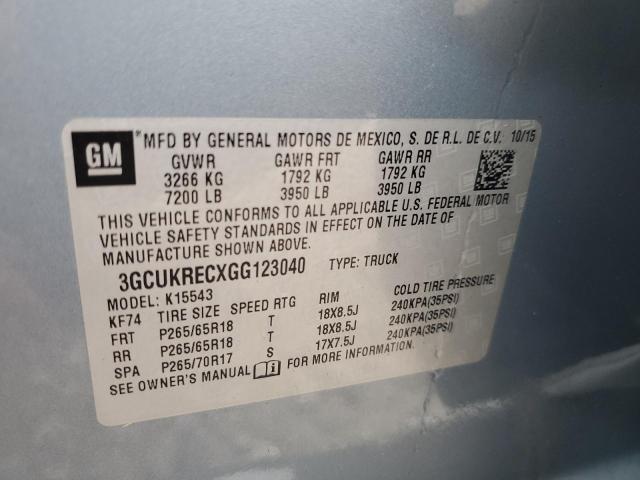 GM
*MFD BY GENERAL MOTORS DE MEXICO, S. DE R.L. DE C.V. 10/15
GVWR GAWR FRT GAWR RR
3266 KG 1792 KG 1792 KG
7200 LB 3950 LB 3950 LB
THIS VEHICLE CONFORMS TO ALL APPLICABLE U.S. FEDERAL MOTOR
VEHICLE SAFETY STANDARDS IN EFFECT ON THE DATE OF
MANUFACTURE SHOWN ABOVE.
3GCUKRECXGG123040 TYPE: TRUCK
MODEL: K15543
KF74 TIRE SIZE SPEED RTG RIM COLD TIRE PRESSURE
FRT P265/65R18 T 18X8.5J 240KPA(35PSI)
RR P265/65R18 T 18X8.5J 240KPA(35PSI)
SPA P265/70R17 S 17X7.5J 240KPA(35PSI)
SEE OWNER'S MANUAL FOR MORE INFORMATION.